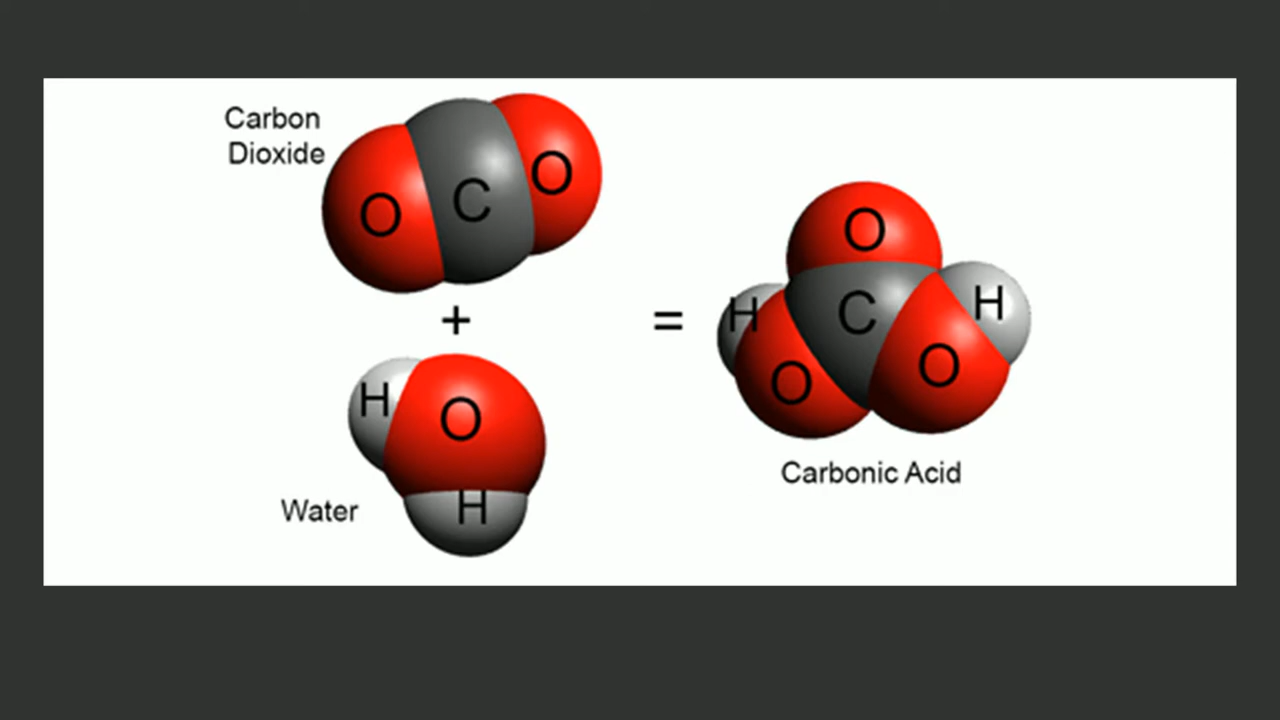 Carbon
Dioxide
O C O
+
H O
H
Water
=
O
H C H
O O
Carbonic Acid